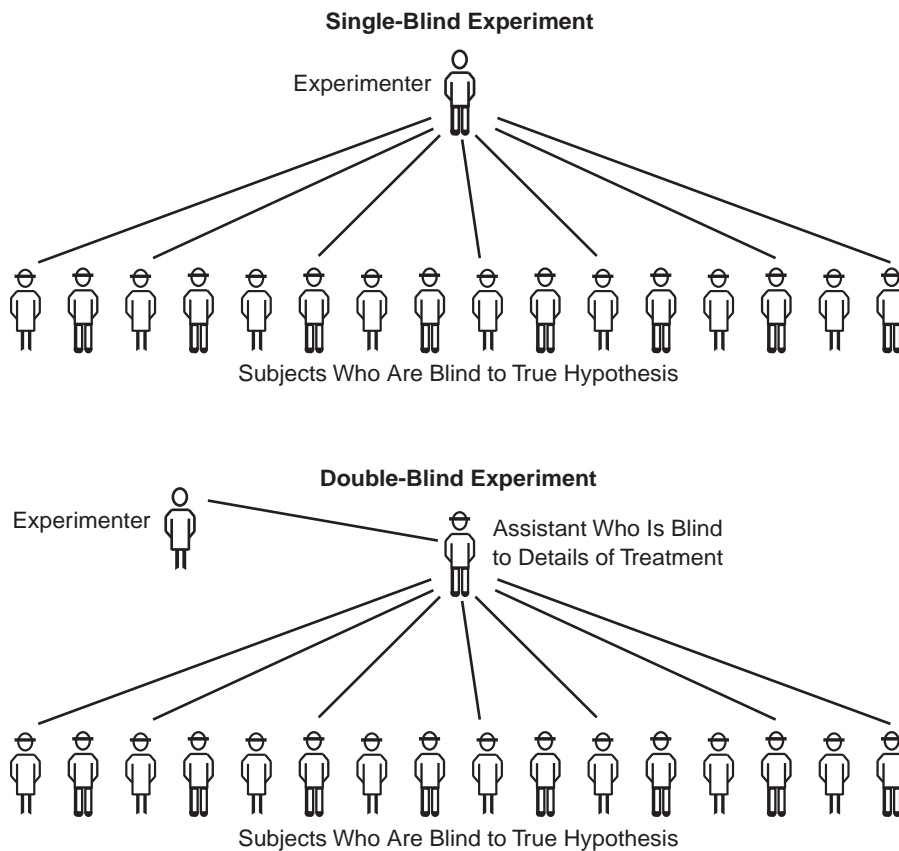 Single-Blind Experiment
Experimenter
Subjects Who Are Blind to True Hypothesis
Double-Blind Experiment
Experimenter
Assistant Who Is Blind
to Details of Treatment
Subjects Who Are Blind to True Hypothesis